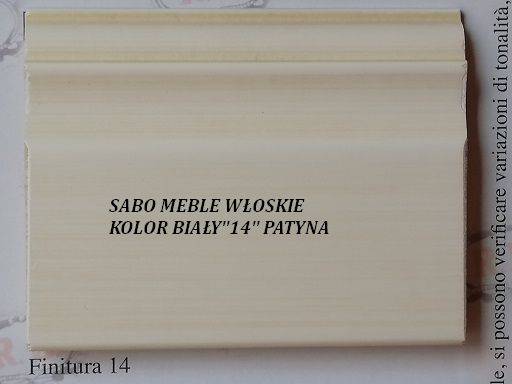 SABO MEBLE WŁOSKIE
KOLOR BIAŁY"14" PATYNA
Finitura 14
le, si possono verificare variazioni di tonalità,